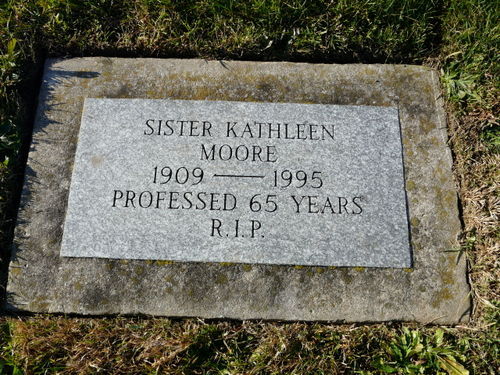 SISTER KATHLEEN
MOORE
1909 — 1995
PROFESSED 65 YEARS
R.I.P.